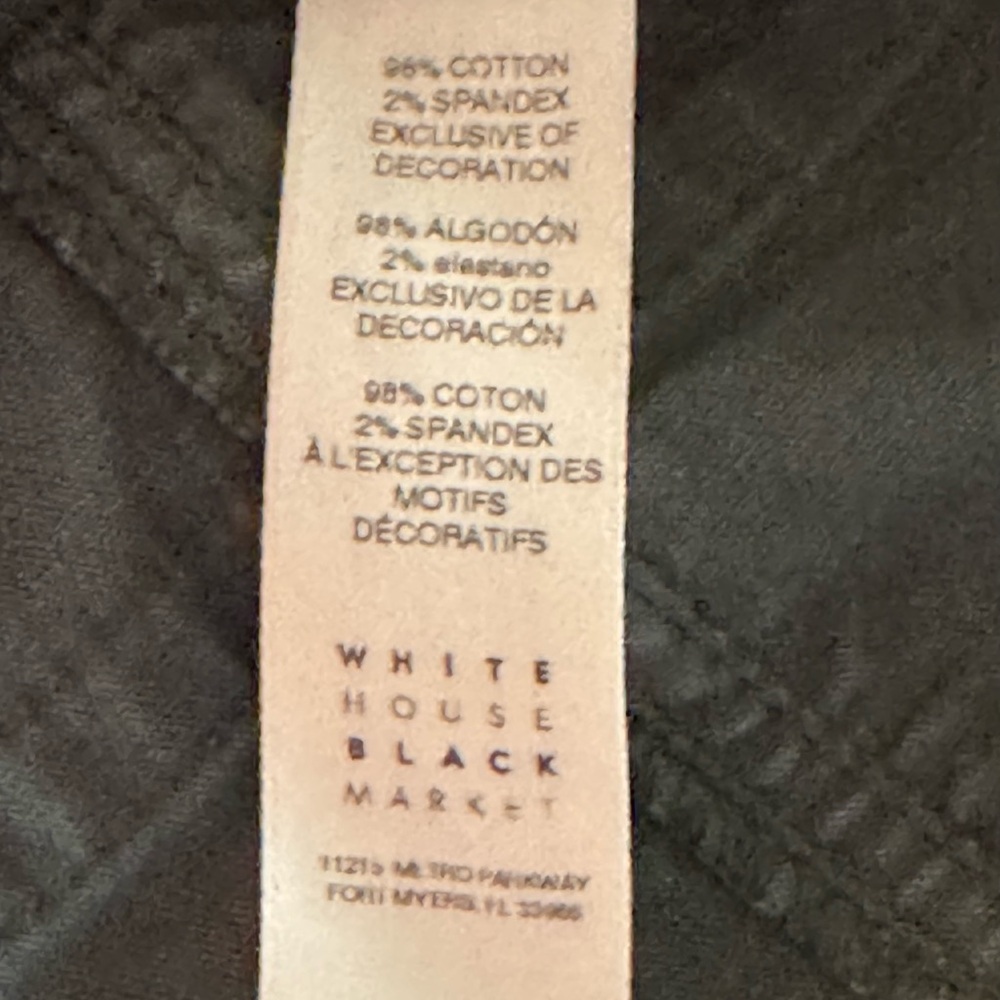 98% COTTON
2% SPANDEX
EXCLUSIVE OF
DECORATION
98% ALGODÓN
2% elastano
EXCLUSIVO DE LA
DECORACIÓN
98% COTON
2% SPANDEX
À L'EXCEPTION DES
MOTIFS
DÉCORATIFS
WHITE
HOUSE
BLACK
MARKET
11215 METRO PARKWAY
FORT MYERS, FL 33966